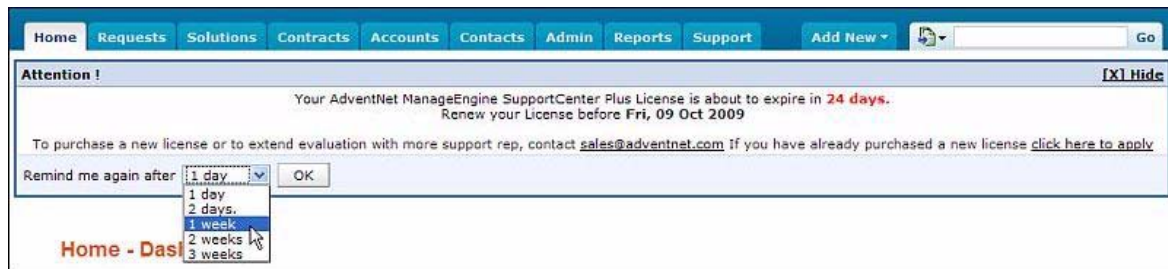 Home Requests Solutions Contracts Accounts Contacts Admin Reports Support Add New Go
Attention ! [X] Hide
Your AdventNet ManageEngine SupportCenter Plus License is about to expire in 24 days.
Renew your License before Fri, 09 Oct 2009
To purchase a new license or to extend evaluation with more support rep, contact sales@adventnet.com If you have already purchased a new license click here to apply
Remind me again after 1 day OK
1 day
2 days.
1 week
2 weeks
3 weeks
Home - Das